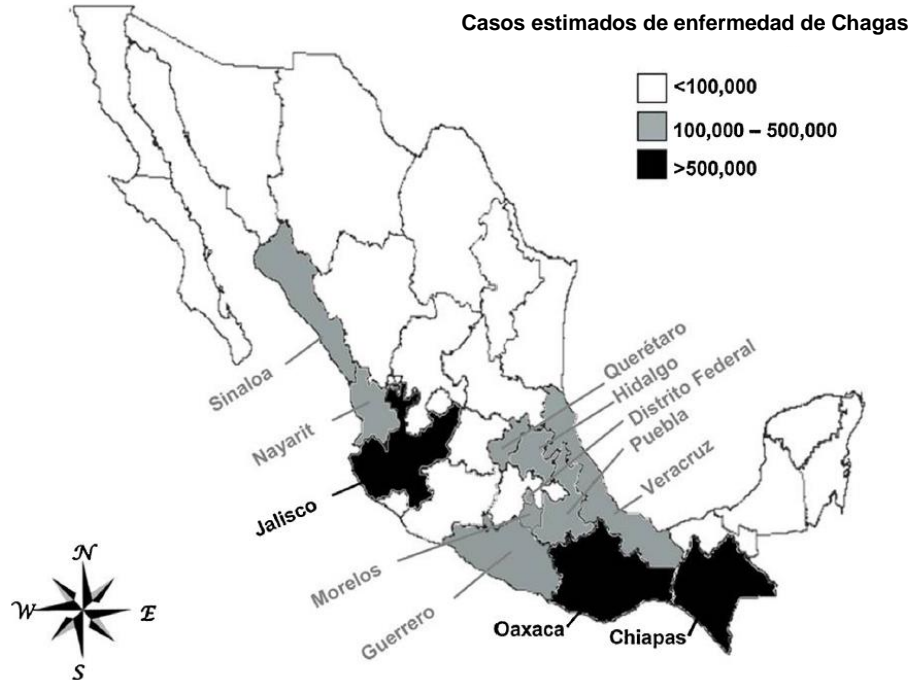 Casos estimados de enfermedad de Chagas
<100,000
100,000 – 500,000
>500,000
Querétaro
Hidalgo
Distrito Federal
Puebla
Veracruz
Sinaloa
Nayarit
Jalisco
Morelos
Guerrero
Oaxaca
Chiapas
N
W
E
S